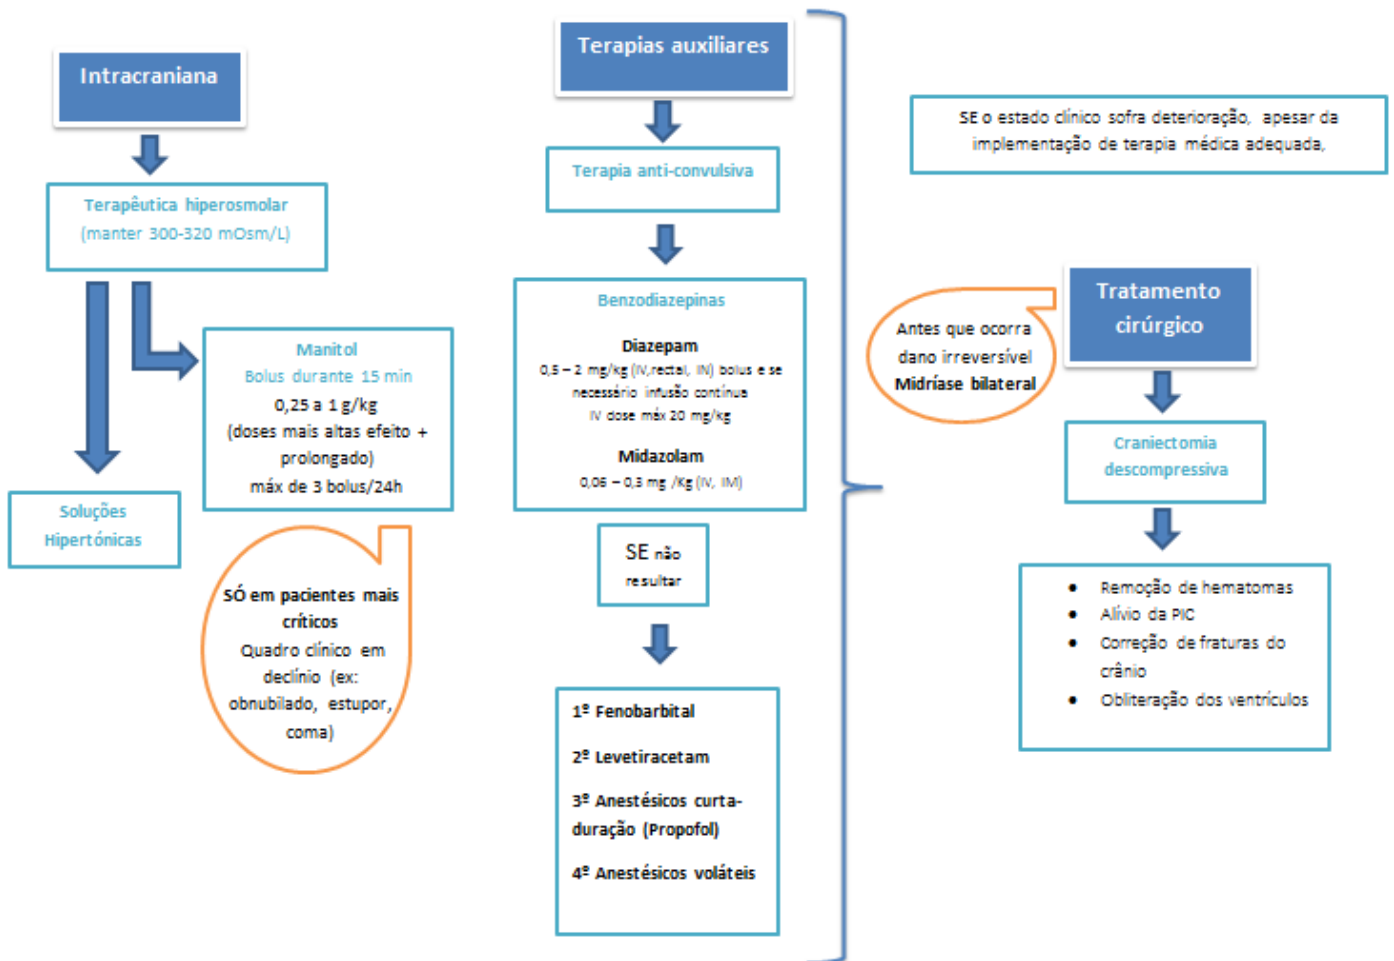 Intracraniana
Terapêutica hiperosmolar
(manter 300-320 mOsm/L)
Manitol
Bolus durante 15 min
0,25 a 1 g/kg
(doses mais altas efeito +
prolongado)
máx de 3 bolus/24h
Soluções
Hipertónicas
SÓ em pacientes mais
críticos
Quadro clínico em
declínio (ex:
obnubilado, estupor,
coma)
Terapias auxiliares
Terapia anti-convulsiva
Benzodiazepinas
Diazepam
0,5 – 2 mg/kg (IV,rectal, IN) bolus e se
necessário infusão contínua
IV dose máx 20 mg/kg
Midazolam
0,06 – 0,3 mg /Kg (IV, IM)
SE não
resultar
1º Fenobarbital
2º Levetiracetam
3º Anestésicos curta-
duração (Propofol)
4º Anestésicos voláteis
SE o estado clínico sofra deterioração, apesar da
implementação de terapia médica adequada,
Antes que ocorra
dano irreversível
Midríase bilateral
Tratamento
cirúrgico
Craniectomia
descompressiva
• Remoção de hematomas
• Alívio da PIC
• Correção de fraturas do
crânio
• Obliteração dos ventrículos